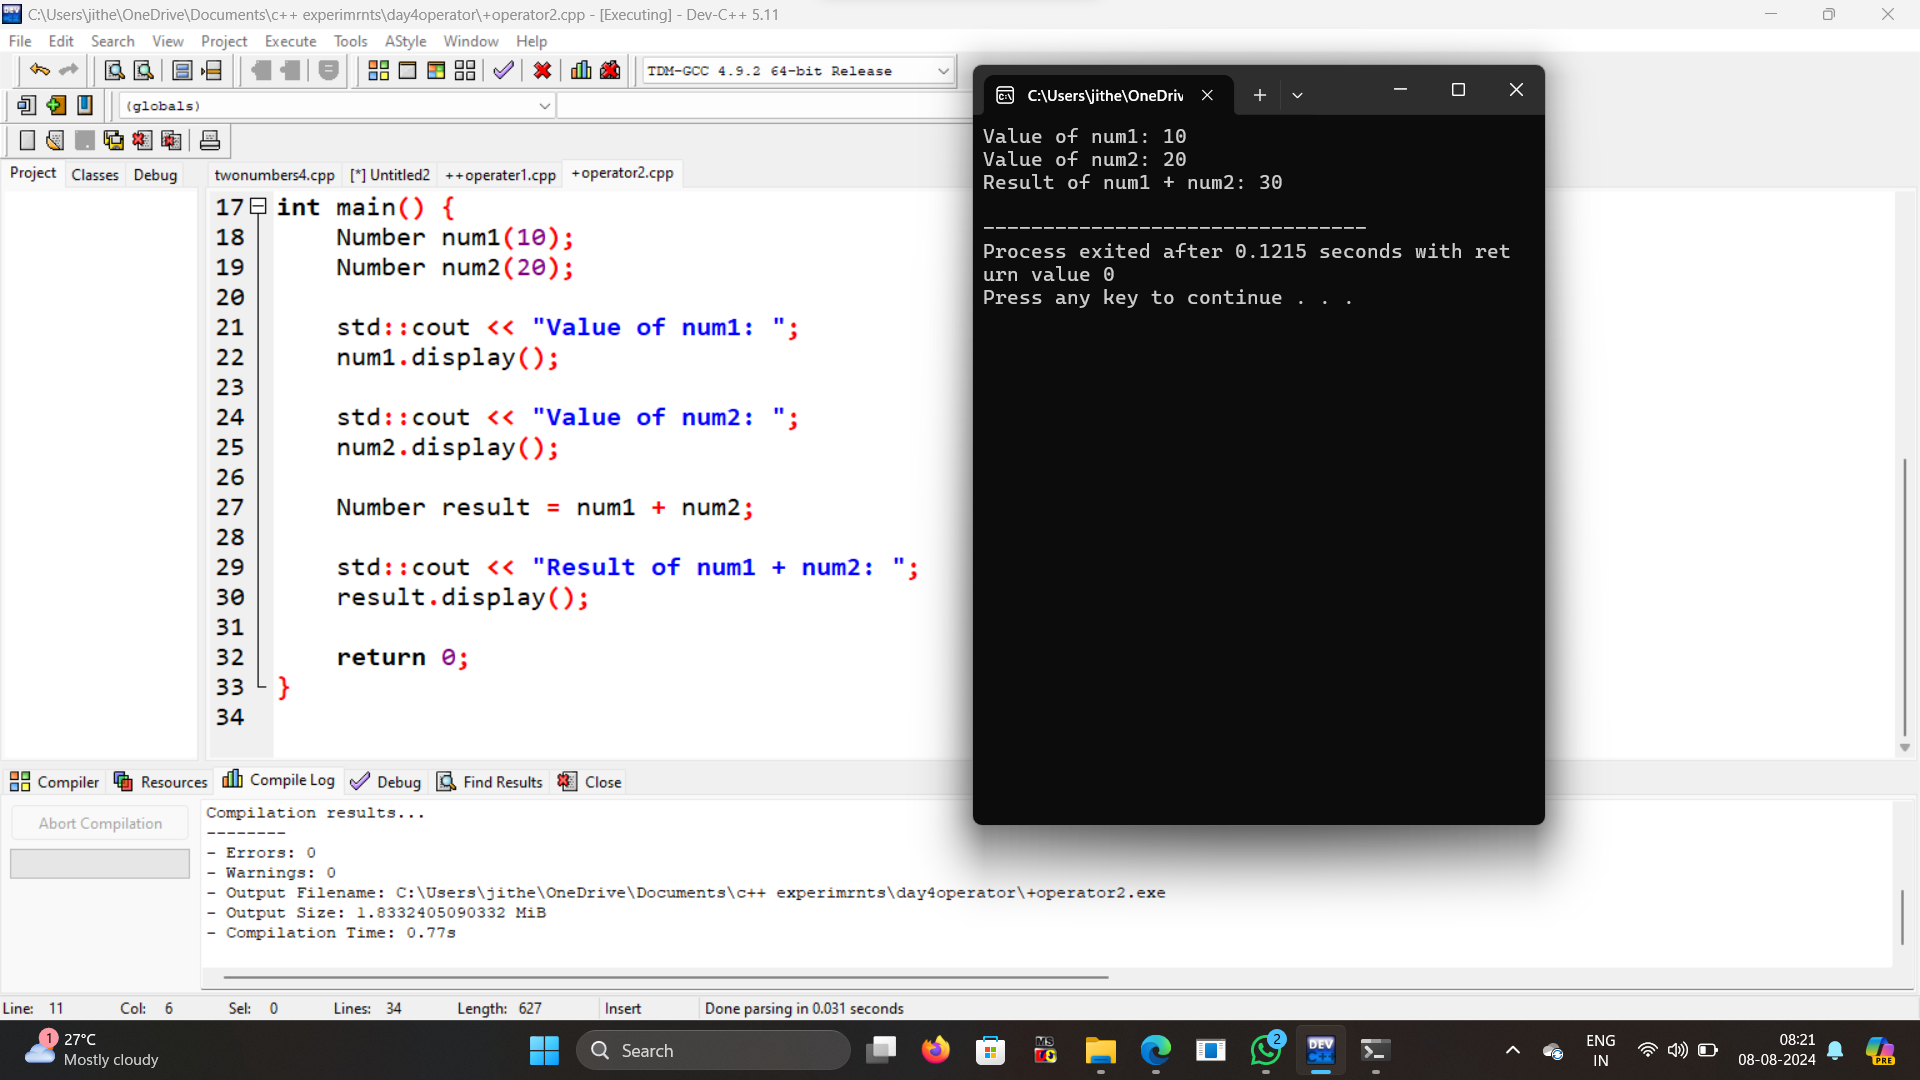 C:\Users\jithe\OneDrive\Documents\c++ experimrnts\day4operator\+operator2.cpp - [Executing] - Dev-C++ 5.11
File Edit Search View Project Execute Tools AStyle Window Help
TDM-GCC 4.9.2 64-bit Release
(globals)
Project Classes Debug
twonumbers4.cpp [*] Untitled2 ++operater1.cpp +operator2.cpp
17 int main() {
18 Number num1(10);
19 Number num2(20);
20
21 std::cout << "Value of num1: ";
22 num1.display();
23
24 std::cout << "Value of num2: ";
25 num2.display();
26
27 Number result = num1 + num2;
28
29 std::cout << "Result of num1 + num2: ";
30 result.display();
31
32 return 0;
33 }
34
C:\Users\jithe\OneDriv
Value of num1: 10
Value of num2: 20
Result of num1 + num2: 30
--------------------------------
Process exited after 0.1215 seconds with ret
urn value 0
Press any key to continue . . .
Compiler Resources Compile Log Debug Find Results Close
Abort Compilation
Compilation results...
--------
- Errors: 0
- Warnings: 0
- Output Filename: C:\Users\jithe\OneDrive\Documents\c++ experimrnts\day4operator\+operator2.exe
- Output Size: 1.8332405090332 MiB
- Compilation Time: 0.77s
Line: 11 Col: 6 Sel: 0 Lines: 34 Length: 627 Insert Done parsing in 0.031 seconds
1
27°C
Mostly cloudy
Search
MS
2
DEV
ENG
IN
08:21
08-08-2024
PRE